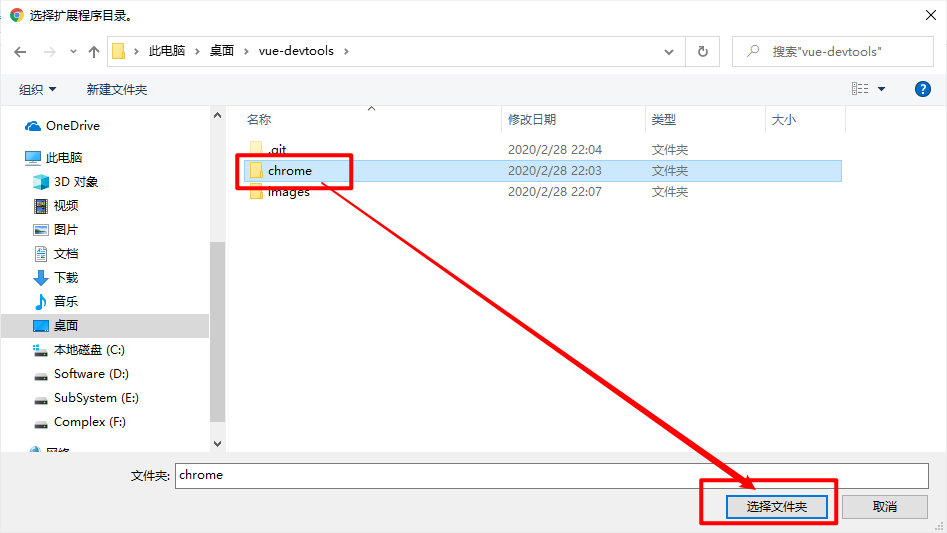 选择扩展程序目录。
此电脑 › 桌面 › vue-devtools ›
搜索"vue-devtools"
组织 新建文件夹
名称 修改日期 类型 大小
OneDrive
此电脑
3D 对象
视频
图片
文档
下载
音乐
桌面
本地磁盘 (C:)
Software (D:)
SubSystem (E:)
Complex (F:)
.git 2020/2/28 22:04 文件夹
chrome 2020/2/28 22:03 文件夹
images 2020/2/28 22:07 文件夹
文件夹: chrome
选择文件夹 取消